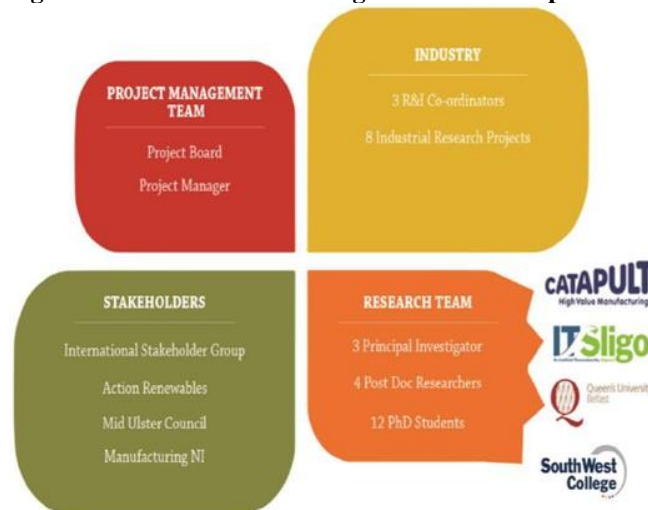 PROJECT MANAGEMENT
TEAM
Project Board
Project Manager
INDUSTRY
3 R&I Co-ordinators
8 Industrial Research Projects
STAKEHOLDERS
International Stakeholder Group
Action Renewables
Mid Ulster Council
Manufacturing NI
RESEARCH TEAM
3 Principal Investigator
4 Post Doc Researchers
12 PhD Students
CATAPULT
High Value Manufacturing
IT Sligo
Queen's University
Belfast
SouthWest
College